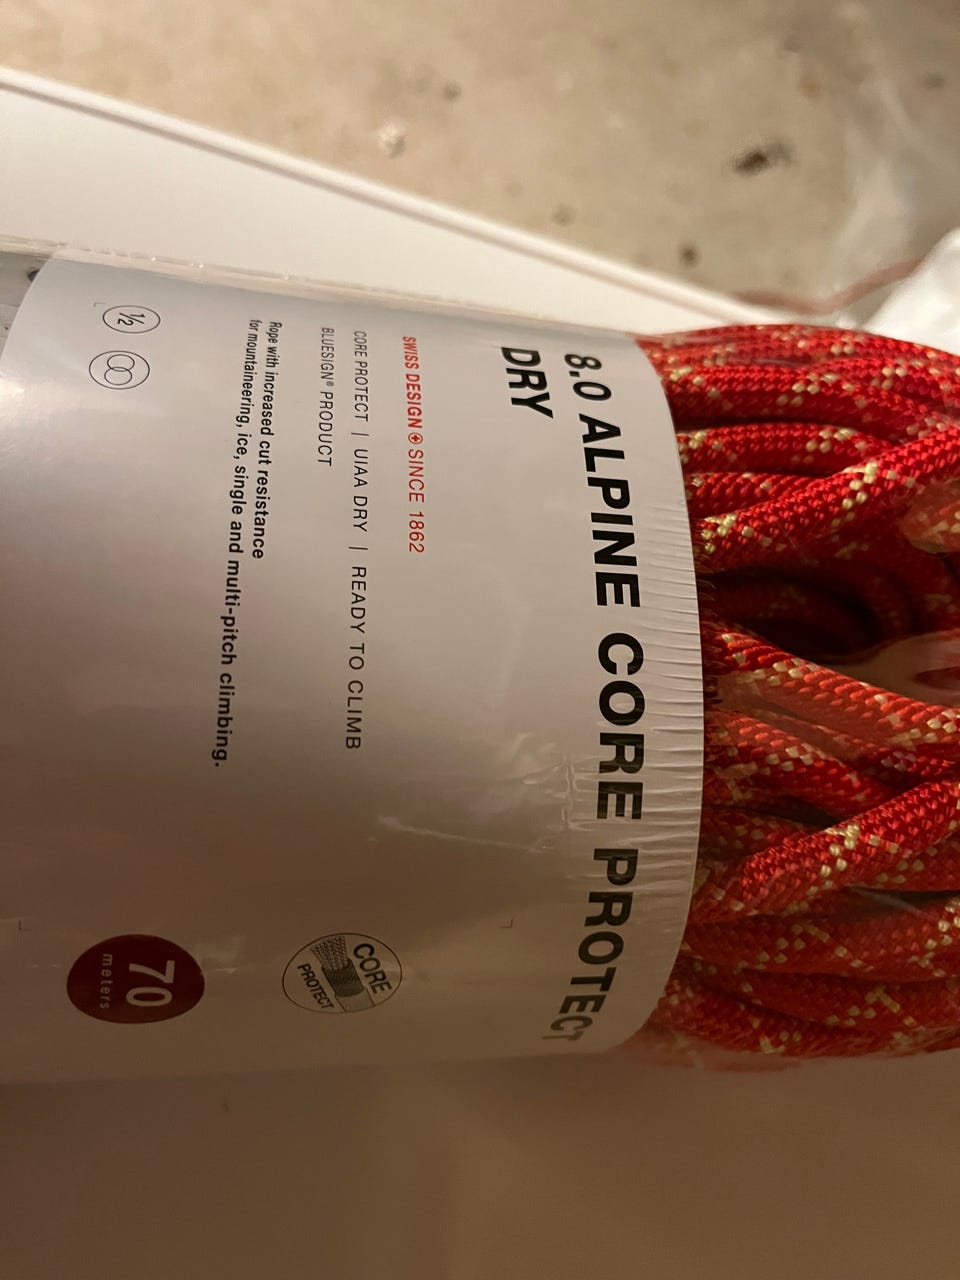 8.0 ALPINE CORE PROTECT
DRY
SWISS DESIGN SINCE 1862
CORE PROTECT | UIAA DRY | READY TO CLIMB
BLUESIGN® PRODUCT
Rope with increased cut resistance
for mountaineering, ice, single and multi-pitch climbing.
½
CORE
PROTECT
70
meters